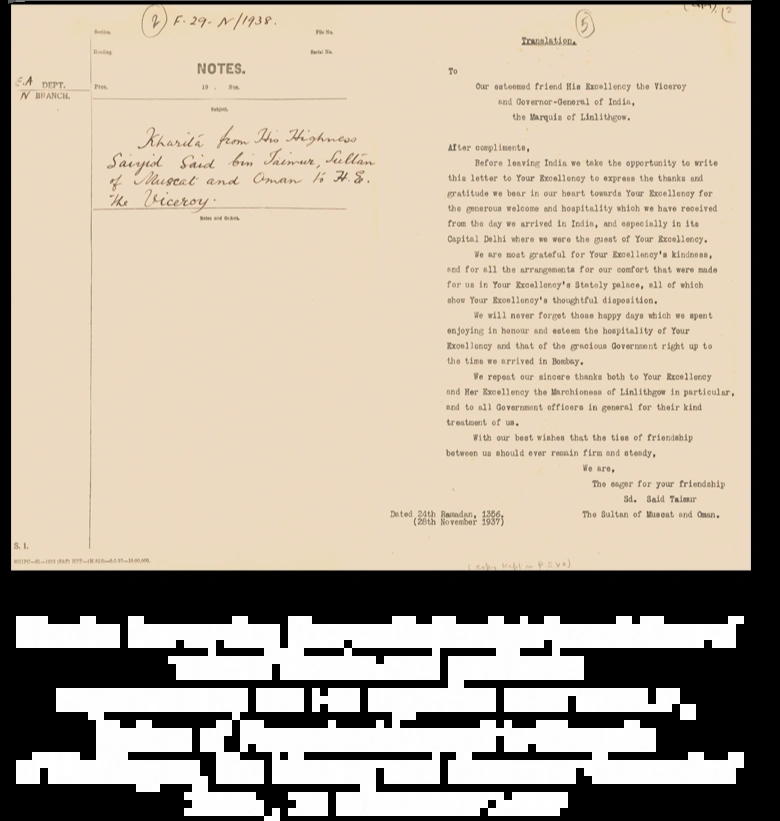 (2) F. 29-N/1938.
Section.
File No.
Heading.
Serial No.
NOTES.
E.A DEPT.
N BRANCH.
Pros. 19 . Nos.
Subject.
Kharita from His Highness
Saiyid Said bin Taimur, Sultan
of Muscat and Oman to H.E.
the Viceroy.
Notes and Orders.
S. 1.
(5)
Translation.
To
Our esteemed friend His Excellency the Viceroy
and Governor-General of India,
the Marquis of Linlithgow.
After compliments,
Before leaving India we take the opportunity to write
this letter to Your Excellency to express the thanks and
gratitude we bear in our heart towards Your Excellency for
the generous welcome and hospitality which we have received
from the day we arrived in India, and especially in its
Capital Delhi where we were the guest of Your Excellency.
We are most grateful for Your Excellency's kindness,
and for all the arrangements for our comfort that were made
for us in Your Excellency's Stately palace, all of which
show Your Excellency's thoughtful disposition.
We will never forget those happy days which we spent
enjoying in honour and esteem the hospitality of Your
Excellency and that of the gracious Government right up to
the time we arrived in Bombay.
We repeat our sincere thanks both to Your Excellency
and Her Excellency the Marchioness of Linlithgow in particular,
and to all Government officers in general for their kind
treatment of us.
With our best wishes that the ties of friendship
between us should ever remain firm and steady,
We are,
The eager for your friendship
Sd. Said Taimur
The Sultan of Muscat and Oman.
Dated 24th Ramadan, 1356,
(28th November 1937)